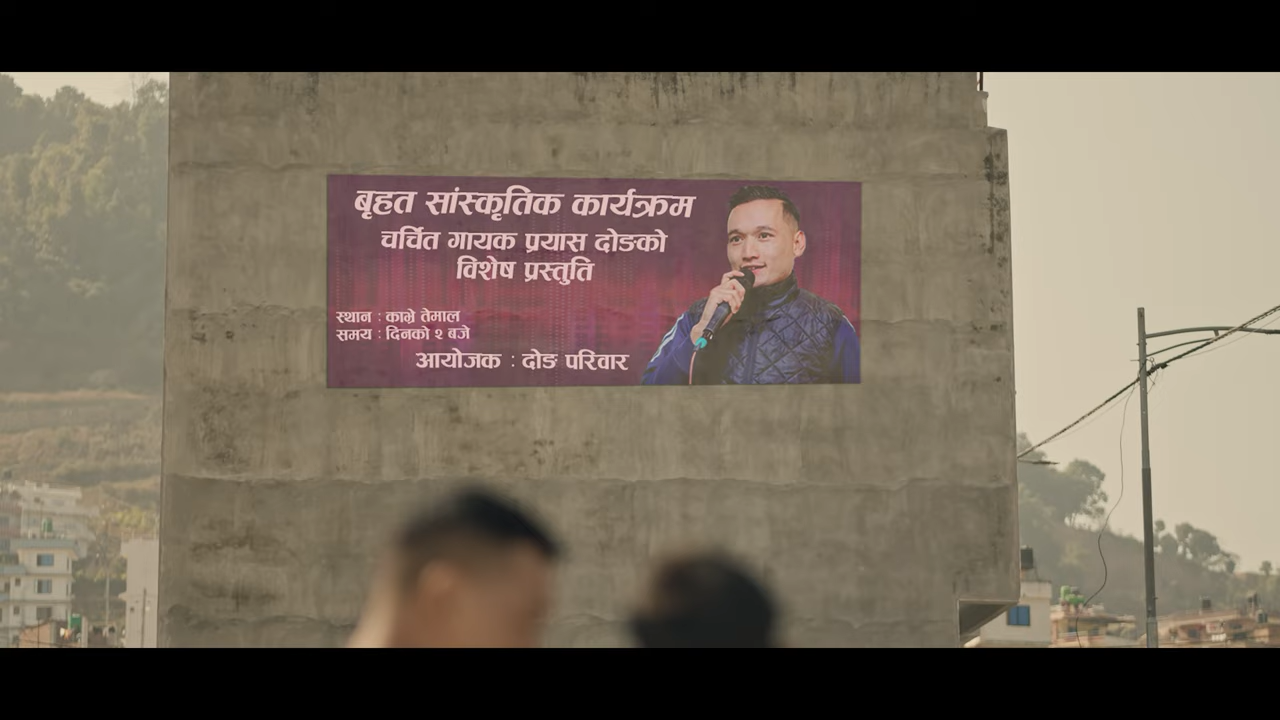 बृहत सांस्कृतिक कार्यक्रम
चर्चित गायक प्रयास दोङको
विशेष प्रस्तुति
स्थान : काभ्रे तेमाल
समय : दिनको २ बजे
आयोजक : दोङ परिवार